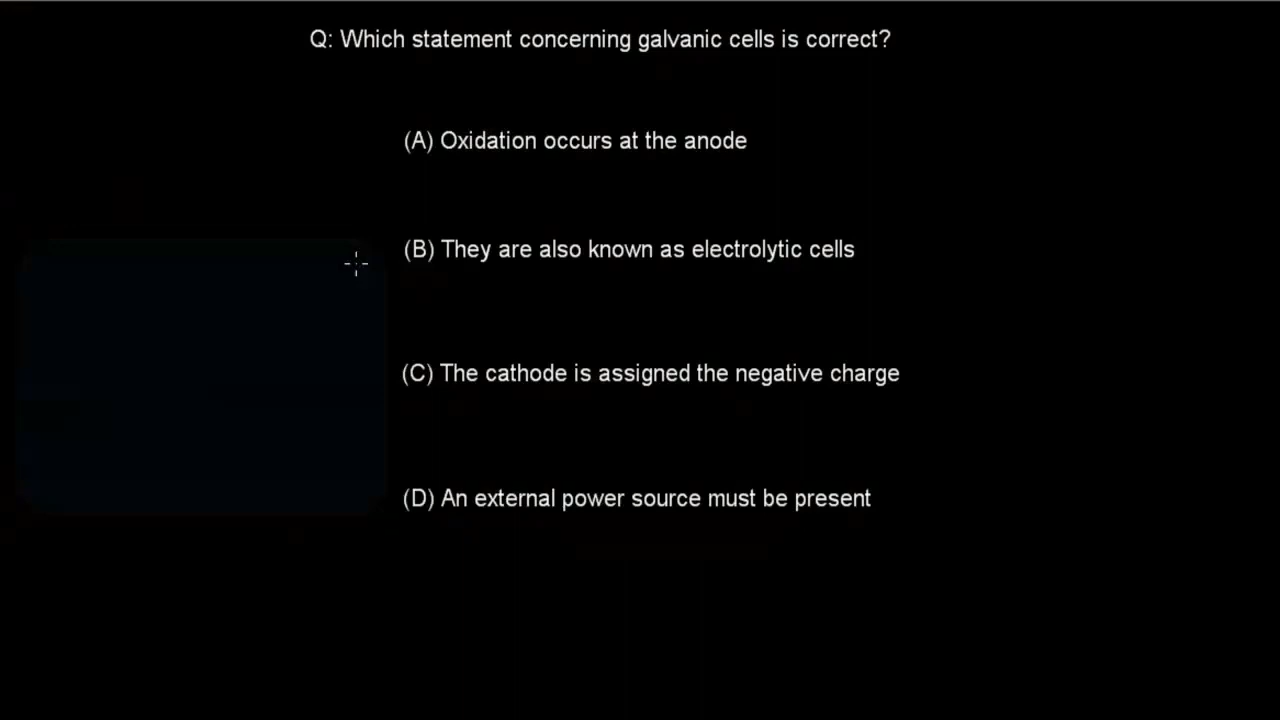 Q: Which statement concerning galvanic cells is correct?
(A) Oxidation occurs at the anode
(B) They are also known as electrolytic cells
(C) The cathode is assigned the negative charge
(D) An external power source must be present